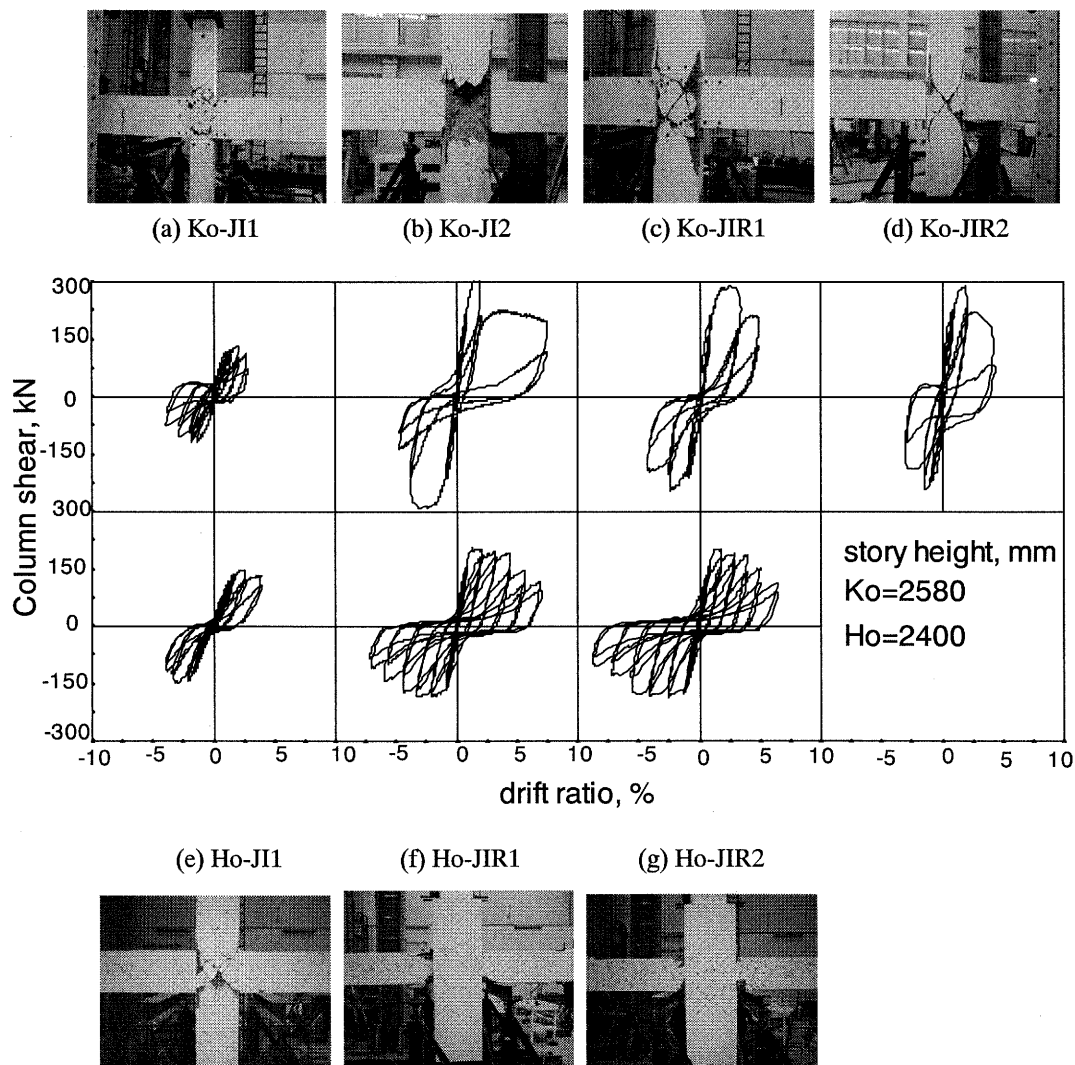 (a) Ko-JI1 (b) Ko-JI2 (c) Ko-JIR1 (d) Ko-JIR2
300
150
0
-150
300
150
0
-150
-300
Column shear, kN
-10 -5 0 5 10 -5 0 5 10 -5 0 5 10 -5 0 5 10
story height, mm
Ko=2580
Ho=2400
drift ratio, %
(e) Ho-JI1 (f) Ho-JIR1 (g) Ho-JIR2